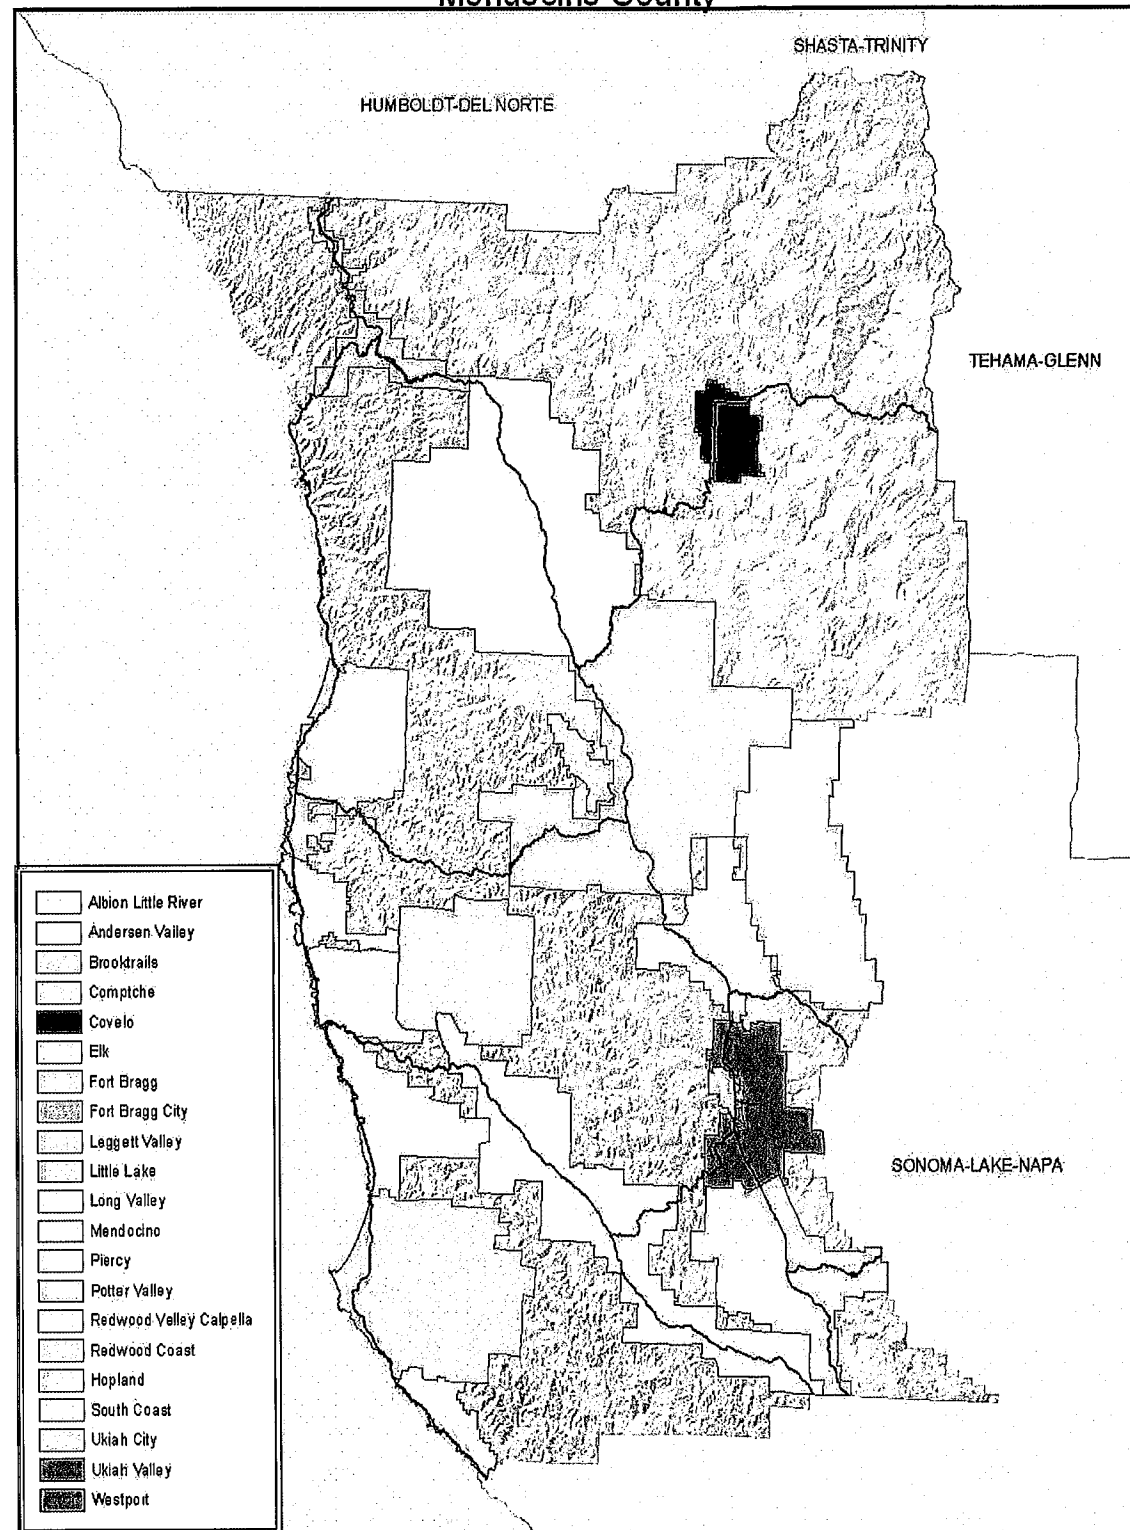 Mendocino County
SHASTA-TRINITY
HUMBOLDT-DEL NORTE
TEHAMA-GLENN
SONOMA-LAKE-NAPA
Albion Little River
Andersen Valley
Brooktrails
Comptche
Covelo
Elk
Fort Bragg
Fort Bragg City
Leggett Valley
Little Lake
Long Valley
Mendocino
Piercy
Potter Valley
Redwood Valley Calpella
Redwood Coast
Hopland
South Coast
Ukiah City
Ukiah Valley
Westport